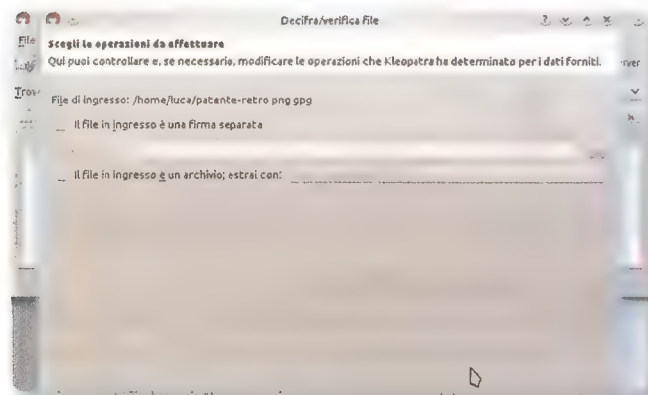 Decifra/verifica file
File
Scegli le operazioni da effettuare
Qui puoi controllare e, se necessario, modificare le operazioni che Kleopatra ha determinato per i dati forniti.
File di ingresso: /home/luca/patente-retro png gpg
Il file in ingresso è una firma separata
Il file in ingresso è un archivio; estrai con: